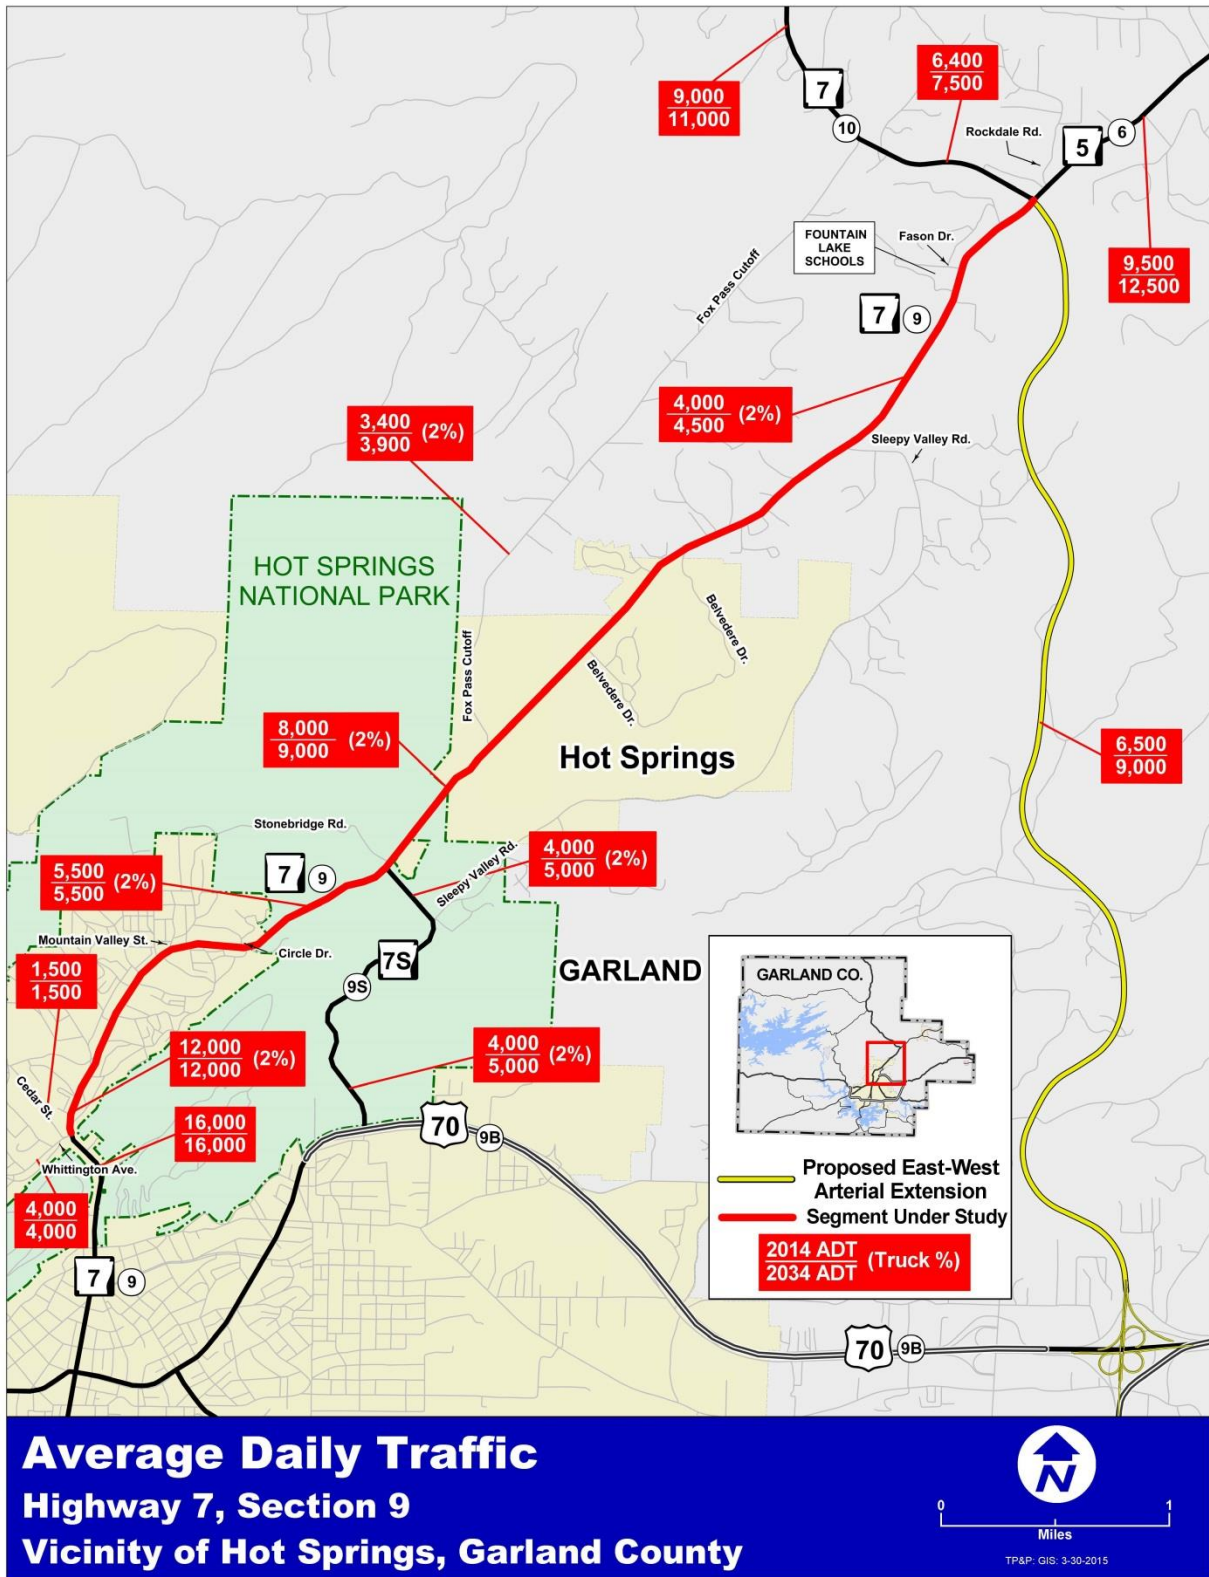 9,000
11,000
7
10
6,400
7,500
Rockdale Rd.
5
6
9,500
12,500
FOUNTAIN
LAKE
SCHOOLS
Fason Dr.
7
9
Fox Pass Cutoff
4,000
4,500
(2%)
3,400
3,900
(2%)
Sleepy Valley Rd.
HOT SPRINGS
NATIONAL PARK
Fox Pass Cutoff
Belvedere Dr.
Belvedere Dr.
8,000
9,000
(2%)
Hot Springs
6,500
9,000
Stonebridge Rd.
7
9
5,500
5,500
(2%)
Sleepy Valley Rd.
4,000
5,000
(2%)
Mountain Valley St.
Circle Dr.
7S
9S
GARLAND
1,500
1,500
12,000
12,000
(2%)
4,000
5,000
(2%)
Cedar St.
16,000
16,000
Whittington Ave.
4,000
4,000
70
9B
7
9
GARLAND CO.
Proposed East-West
Arterial Extension
Segment Under Study
2014 ADT
2034 ADT
(Truck %)
70
9B
Average Daily Traffic
Highway 7, Section 9
Vicinity of Hot Springs, Garland County
N
0
1
Miles
TP&P: GIS: 3-30-2015